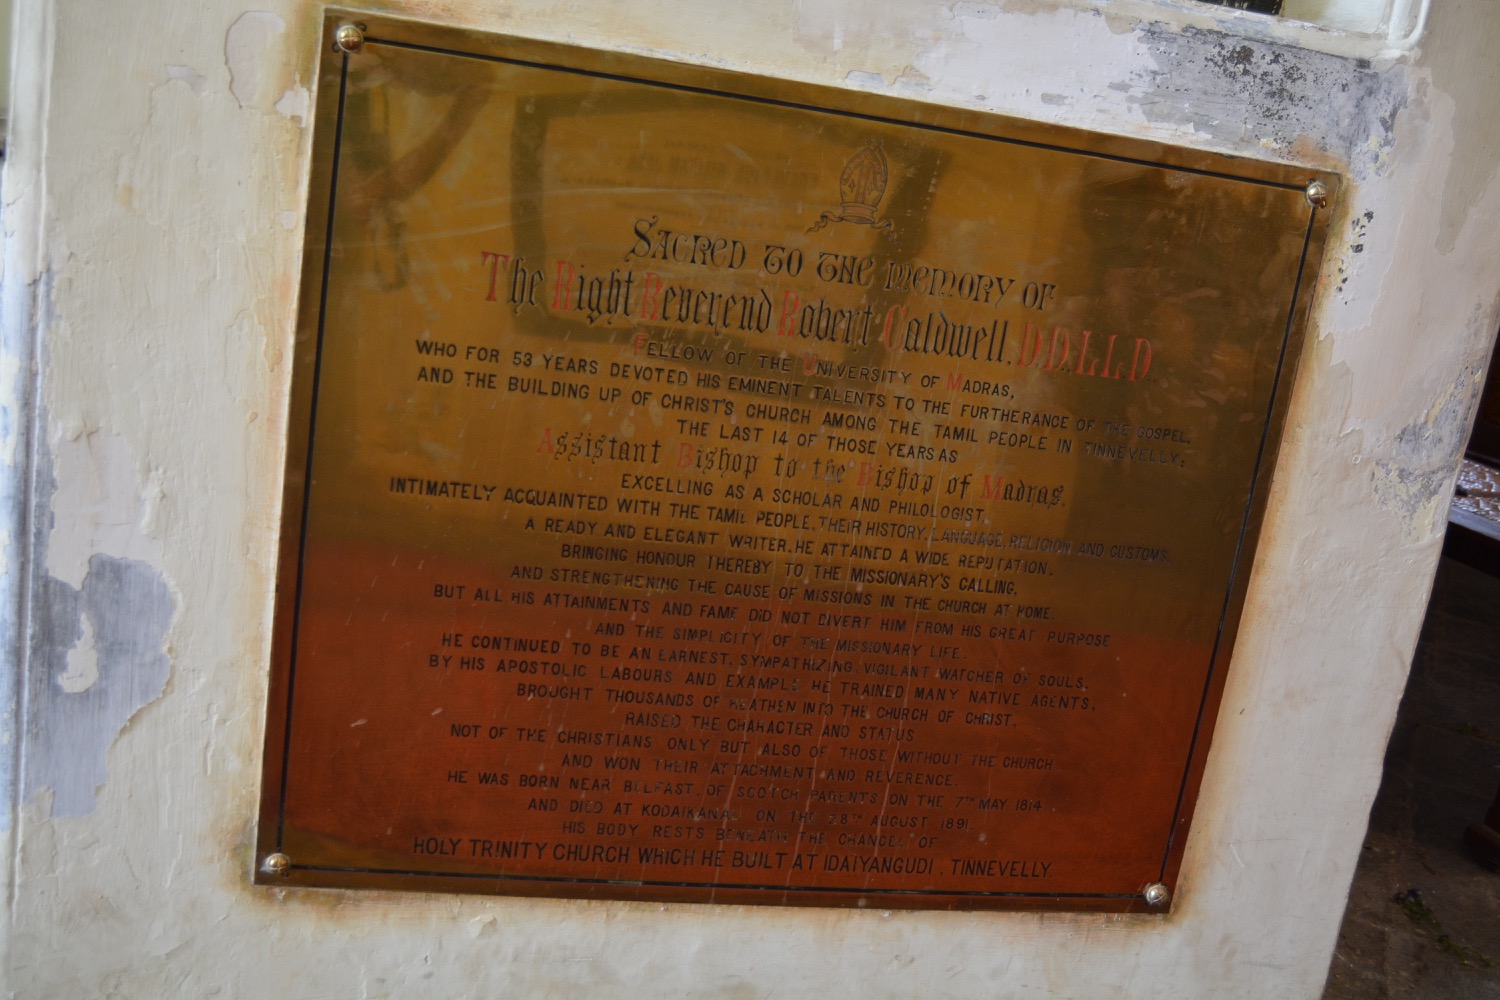 SACRED TO THE MEMORY OF
The Right Reverend Robert Caldwell, D.D., L.L.D.,
FELLOW OF THE UNIVERSITY OF MADRAS,
WHO FOR 53 YEARS DEVOTED HIS EMINENT TALENTS TO THE FURTHERANCE OF THE GOSPEL,
AND THE BUILDING UP OF CHRIST'S CHURCH AMONG THE TAMIL PEOPLE IN TINNEVELLY;
THE LAST 14 OF THOSE YEARS AS
Assistant Bishop to the Bishop of Madras.
EXCELLING AS A SCHOLAR AND PHILOLOGIST,
INTIMATELY ACQUAINTED WITH THE TAMIL PEOPLE, THEIR HISTORY, LANGUAGE, RELIGION AND CUSTOMS,
A READY AND ELEGANT WRITER, HE ATTAINED A WIDE REPUTATION,
BRINGING HONOUR THEREBY TO THE MISSIONARY'S CALLING,
AND STRENGTHENING THE CAUSE OF MISSIONS IN THE CHURCH AT HOME.
BUT ALL HIS ATTAINMENTS AND FAME DID NOT DIVERT HIM FROM HIS GREAT PURPOSE
AND THE SIMPLICITY OF THE MISSIONARY LIFE.
HE CONTINUED TO BE AN EARNEST, SYMPATHIZING, VIGILANT WATCHER OF SOULS,
BY HIS APOSTOLIC LABOURS AND EXAMPLE HE TRAINED MANY NATIVE AGENTS,
BROUGHT THOUSANDS OF HEATHEN INTO THE CHURCH OF CHRIST,
RAISED THE CHARACTER AND STATUS
NOT OF THE CHRISTIANS ONLY BUT ALSO OF THOSE WITHOUT THE CHURCH
AND WON THEIR ATTACHMENT AND REVERENCE.
HE WAS BORN NEAR BELFAST, OF SCOTCH PARENTS, ON THE 7TH MAY 1814
AND DIED AT KODAIKANAL ON THE 28TH AUGUST 1891.
HIS BODY RESTS BENEATH THE CHANCEL OF
HOLY TRINITY CHURCH WHICH HE BUILT AT IDAIYANGUDI, TINNEVELLY.